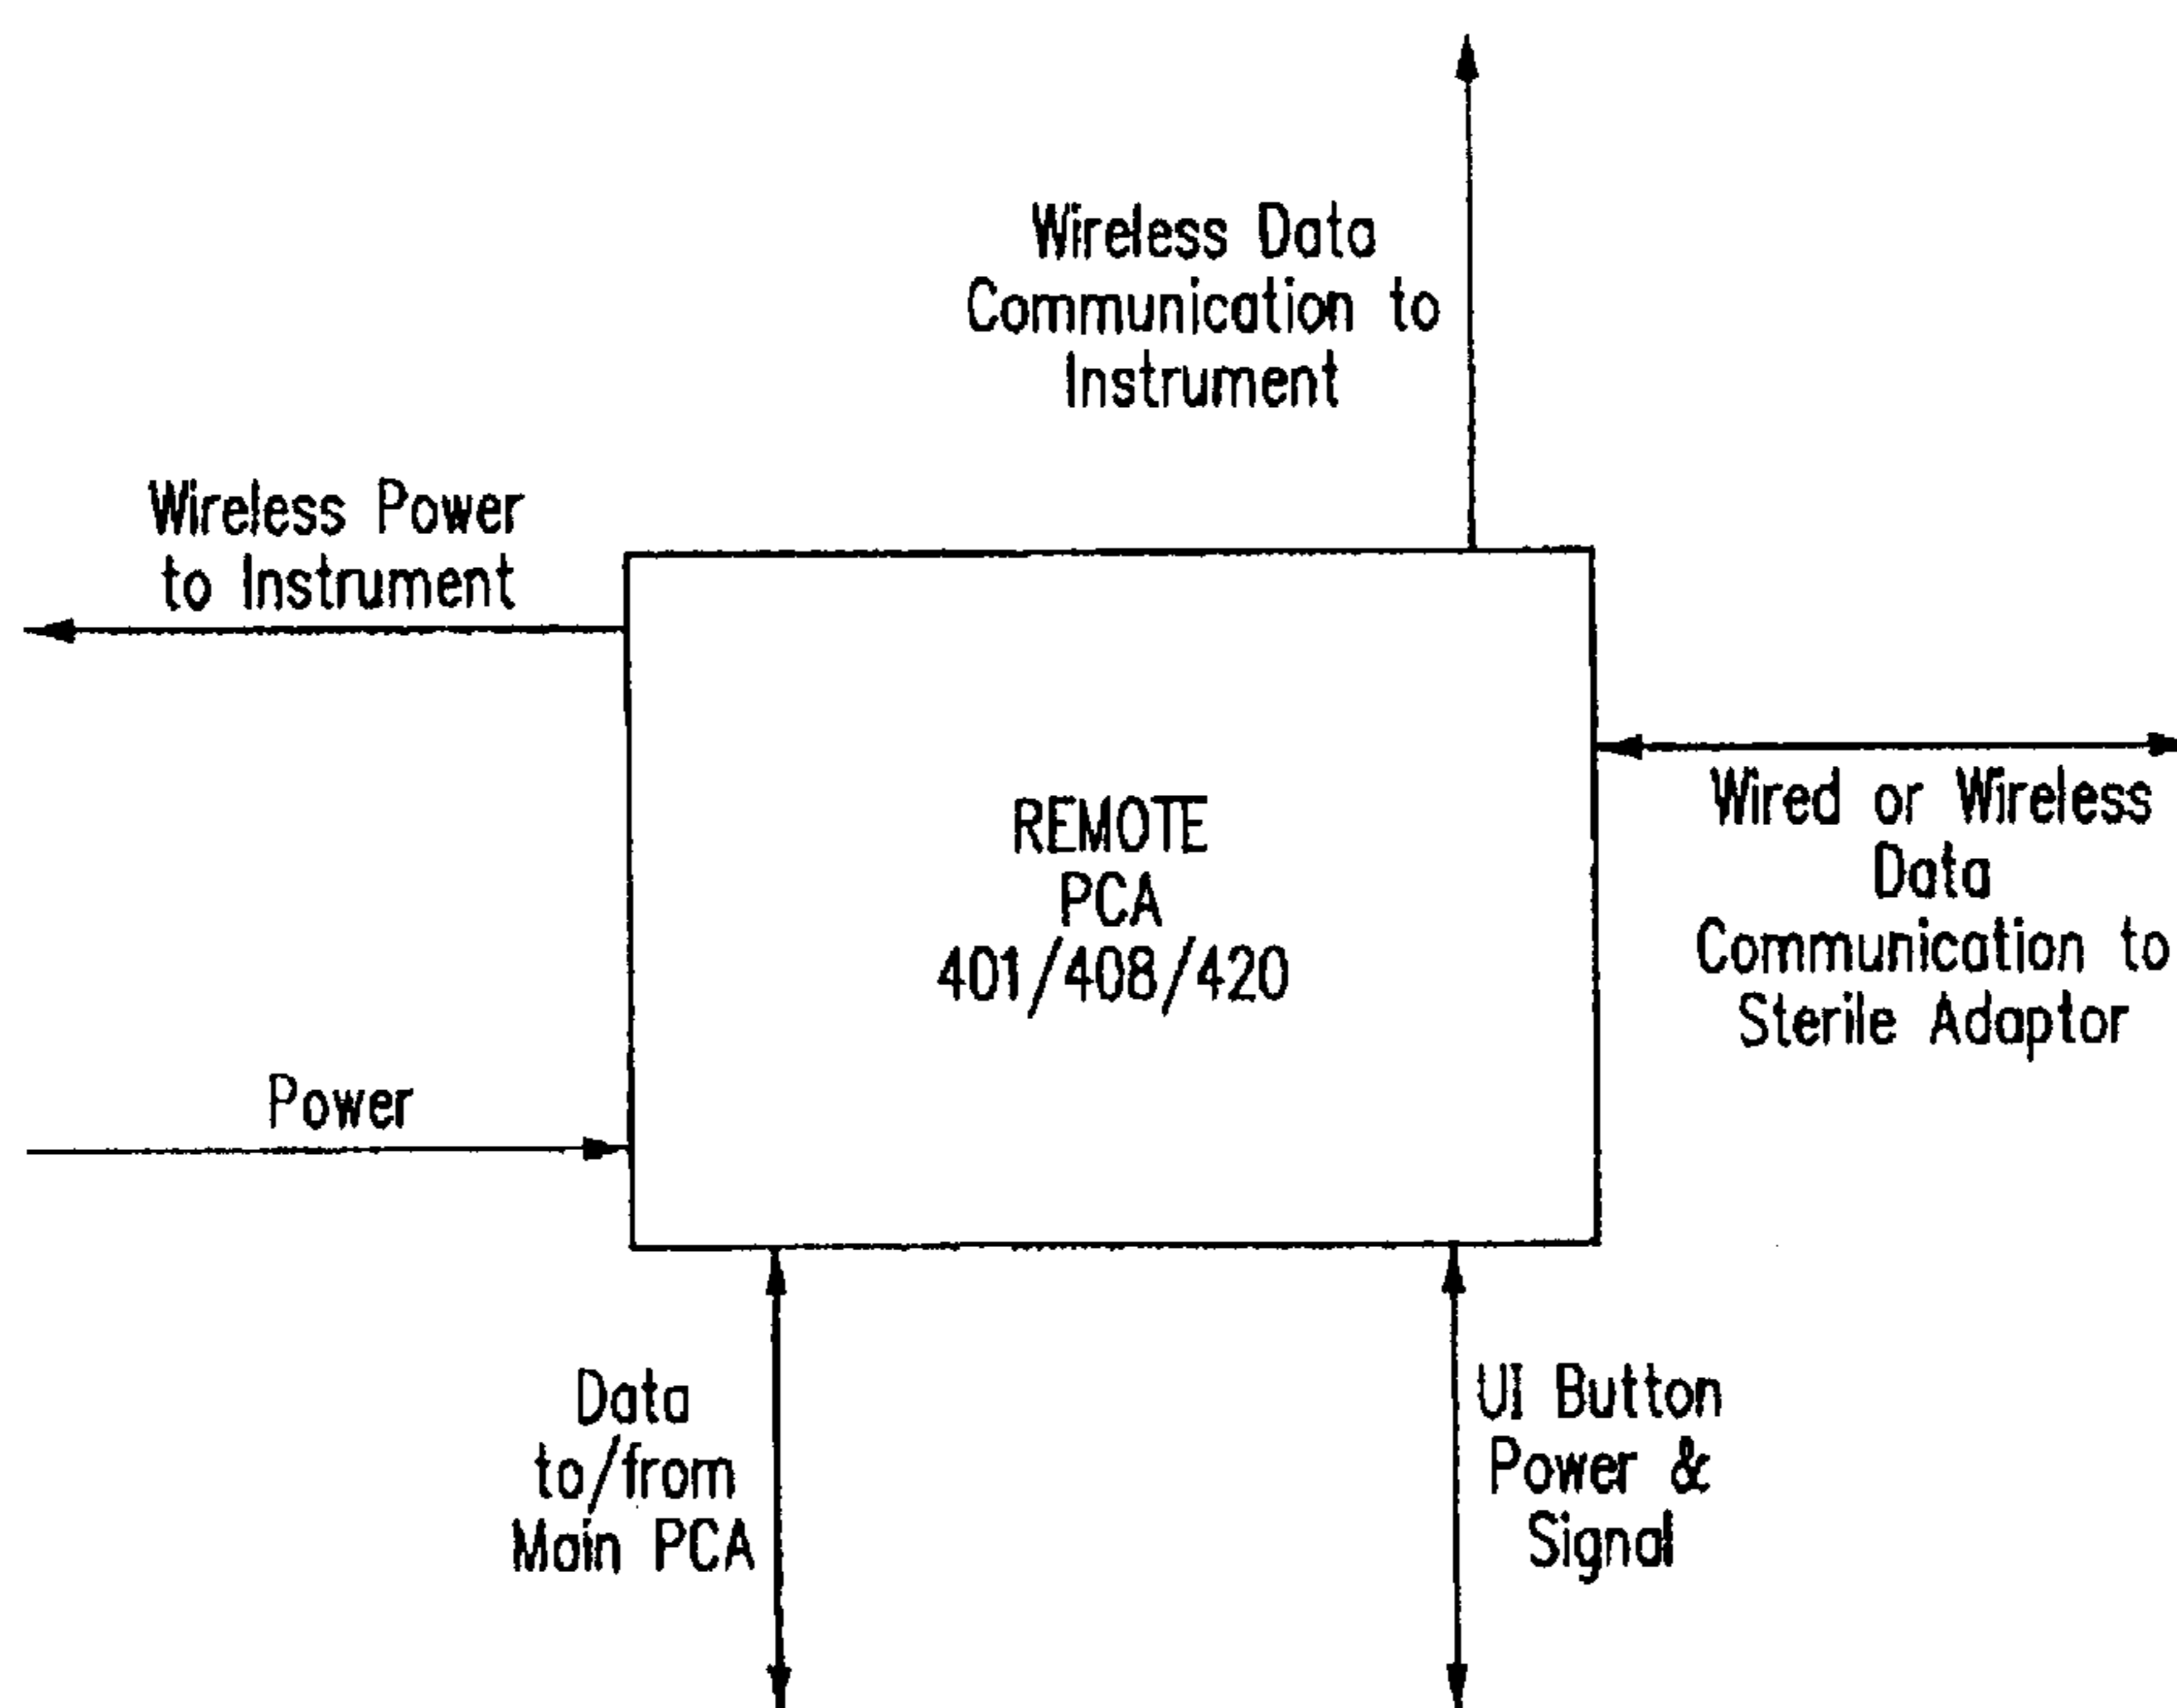 Wireless Data
Communication to
Instrument
Wireless Power
to Instrument
REMOTE
PCA
401/408/420
Wired or Wireless
Data
Communication to
Sterile Adaptor
Power
Data
to/from
Main PCA
UI Button
Power &
Signal